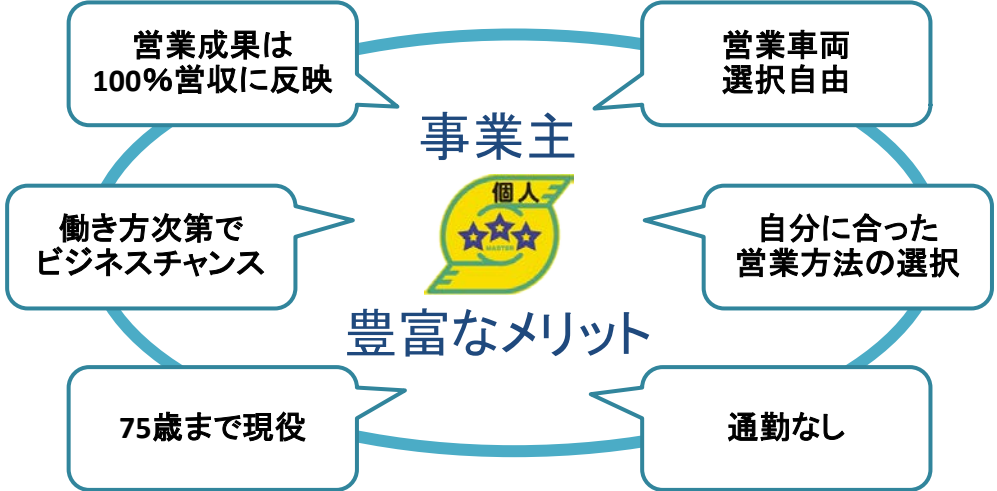 営業成果は
100％営収に反映
営業車両
選択自由
事業主
個人
MASTER
働き方次第で
ビジネスチャンス
自分に合った
営業方法の選択
豊富なメリット
75歳まで現役
通勤なし